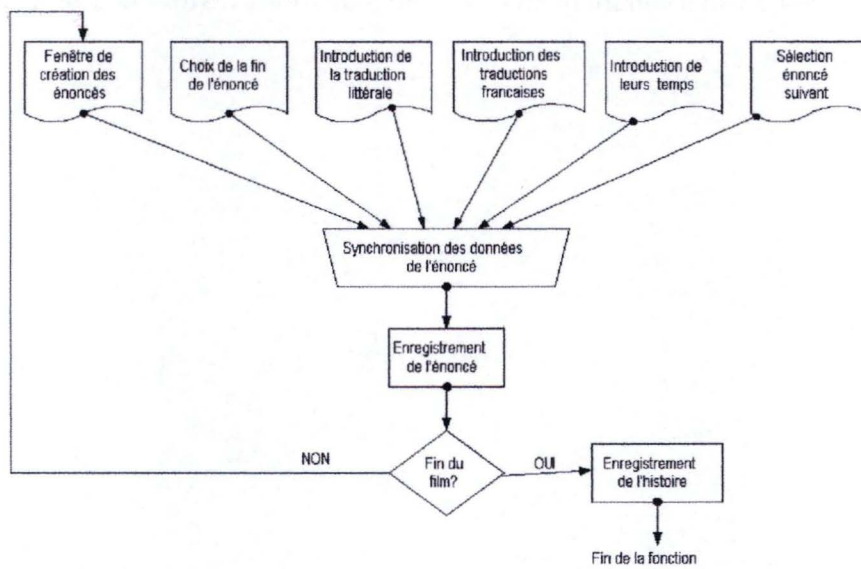 Fenêtre de
création des
énoncés
Choix de la fin
de l'énoncé
Introduction de
la traduction
littérale
Introduction des
traductions
francaises
Introduction de
leurs temps
Sélection
énoncé
suivant
Synchronisation des données
de l'énoncé
Enregistrement
de l'énoncé
NON
Fin du
film?
OUI
Enregistrement
de l'histoire
Fin de la fonction